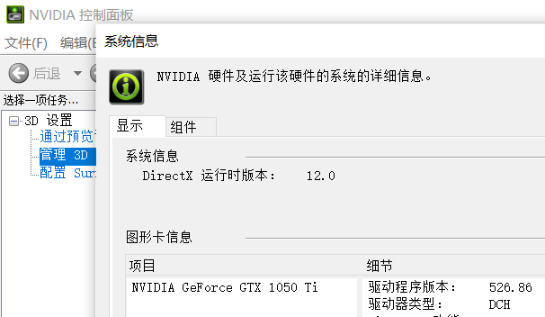 NVIDIA 控制面板
文件(F) 编辑(E
系统信息
后退
NVIDIA 硬件及运行该硬件的系统的详细信息。
选择一项任务...
显示 组件
3D 设置
通过预览
管理 3D
配置 Sur
系统信息
DirectX 运行时版本： 12.0
图形卡信息
项目 细节
NVIDIA GeForce GTX 1050 Ti
驱动程序版本： 526.86
驱动器类型： DCH